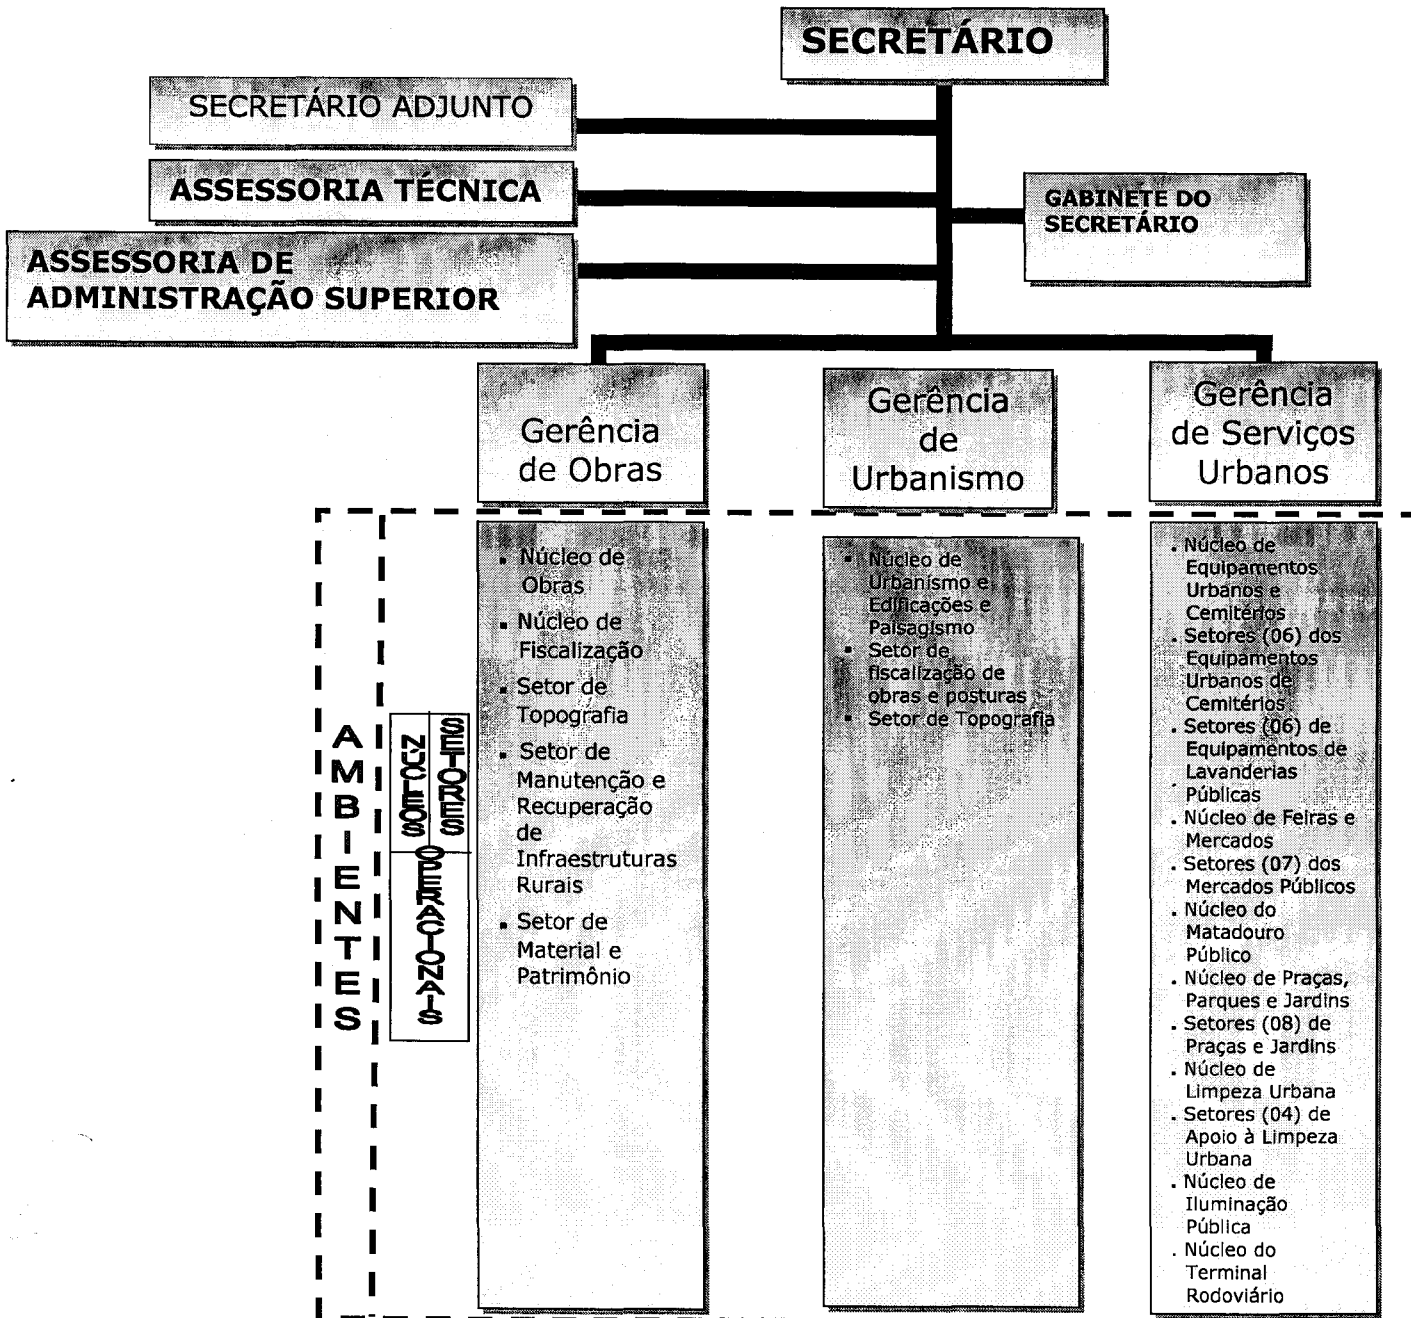 SECRETÁRIO
SECRETÁRIO ADJUNTO
ASSESSORIA TÉCNICA
ASSESSORIA DE
ADMINISTRAÇÃO SUPERIOR
GABINETE DO
SECRETÁRIO
Gerência
de Obras
Gerência
de
Urbanismo
Gerência
de Serviços
Urbanos
AMBIENTES
NÚCLEOS
SETORES
OPERACIONAIS
▪ Núcleo de
Obras
▪ Núcleo de
Fiscalização
▪ Setor de
Topografia
▪ Setor de
Manutenção e
Recuperação
de
Infraestruturas
Rurais
▪ Setor de
Material e
Patrimônio
▪ Núcleo de
Urbanismo e
Edificações e
Paisagismo
▪ Setor de
fiscalização de
obras e posturas
▪ Setor de Topografia
. Núcleo de
Equipamentos
Urbanos e
Cemitérios
. Setores (06) dos
Equipamentos
Urbanos de
Cemitérios
. Setores (06) de
Equipamentos de
Lavanderias
Públicas
. Núcleo de Feiras e
Mercados
. Setores (07) dos
Mercados Públicos
. Núcleo do
Matadouro
Público
. Núcleo de Praças,
Parques e Jardins
. Setores (08) de
Praças e Jardins
. Núcleo de
Limpeza Urbana
. Setores (04) de
Apoio à Limpeza
Urbana
. Núcleo de
Iluminação
Pública
. Núcleo do
Terminal
Rodoviário